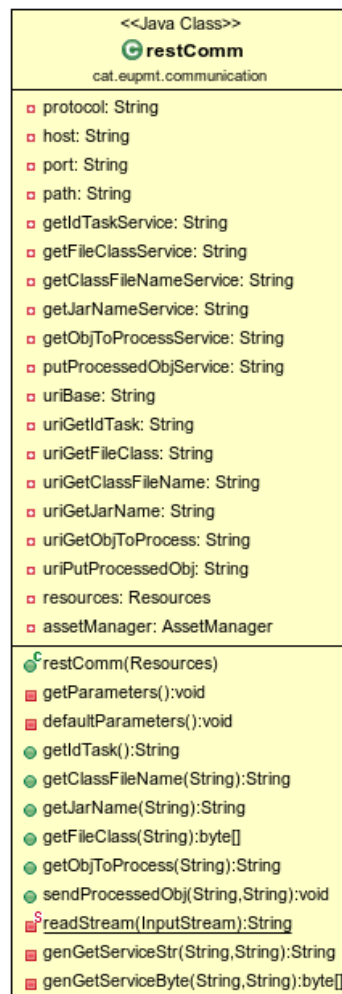 <<Java Class>>
restComm
cat.eupmt.communication
protocol: String
host: String
port: String
path: String
getIdTaskService: String
getFileClassService: String
getClassFileNameService: String
getJarNameService: String
getObjToProcessService: String
putProcessedObjService: String
uriBase: String
uriGetIdTask: String
uriGetFileClass: String
uriGetClassFileName: String
uriGetJarName: String
uriGetObjToProcess: String
uriPutProcessedObj: String
resources: Resources
assetManager: AssetManager
restComm(Resources)
getParameters():void
defaultParameters():void
getIdTask():String
getClassFileName(String):String
getJarName(String):String
getFileClass(String):byte[]
getObjToProcess(String):String
sendProcessedObj(String,String):void
readStream(InputStream):String
genGetServiceStr(String,String):String
genGetServiceByte(String,String):byte[]